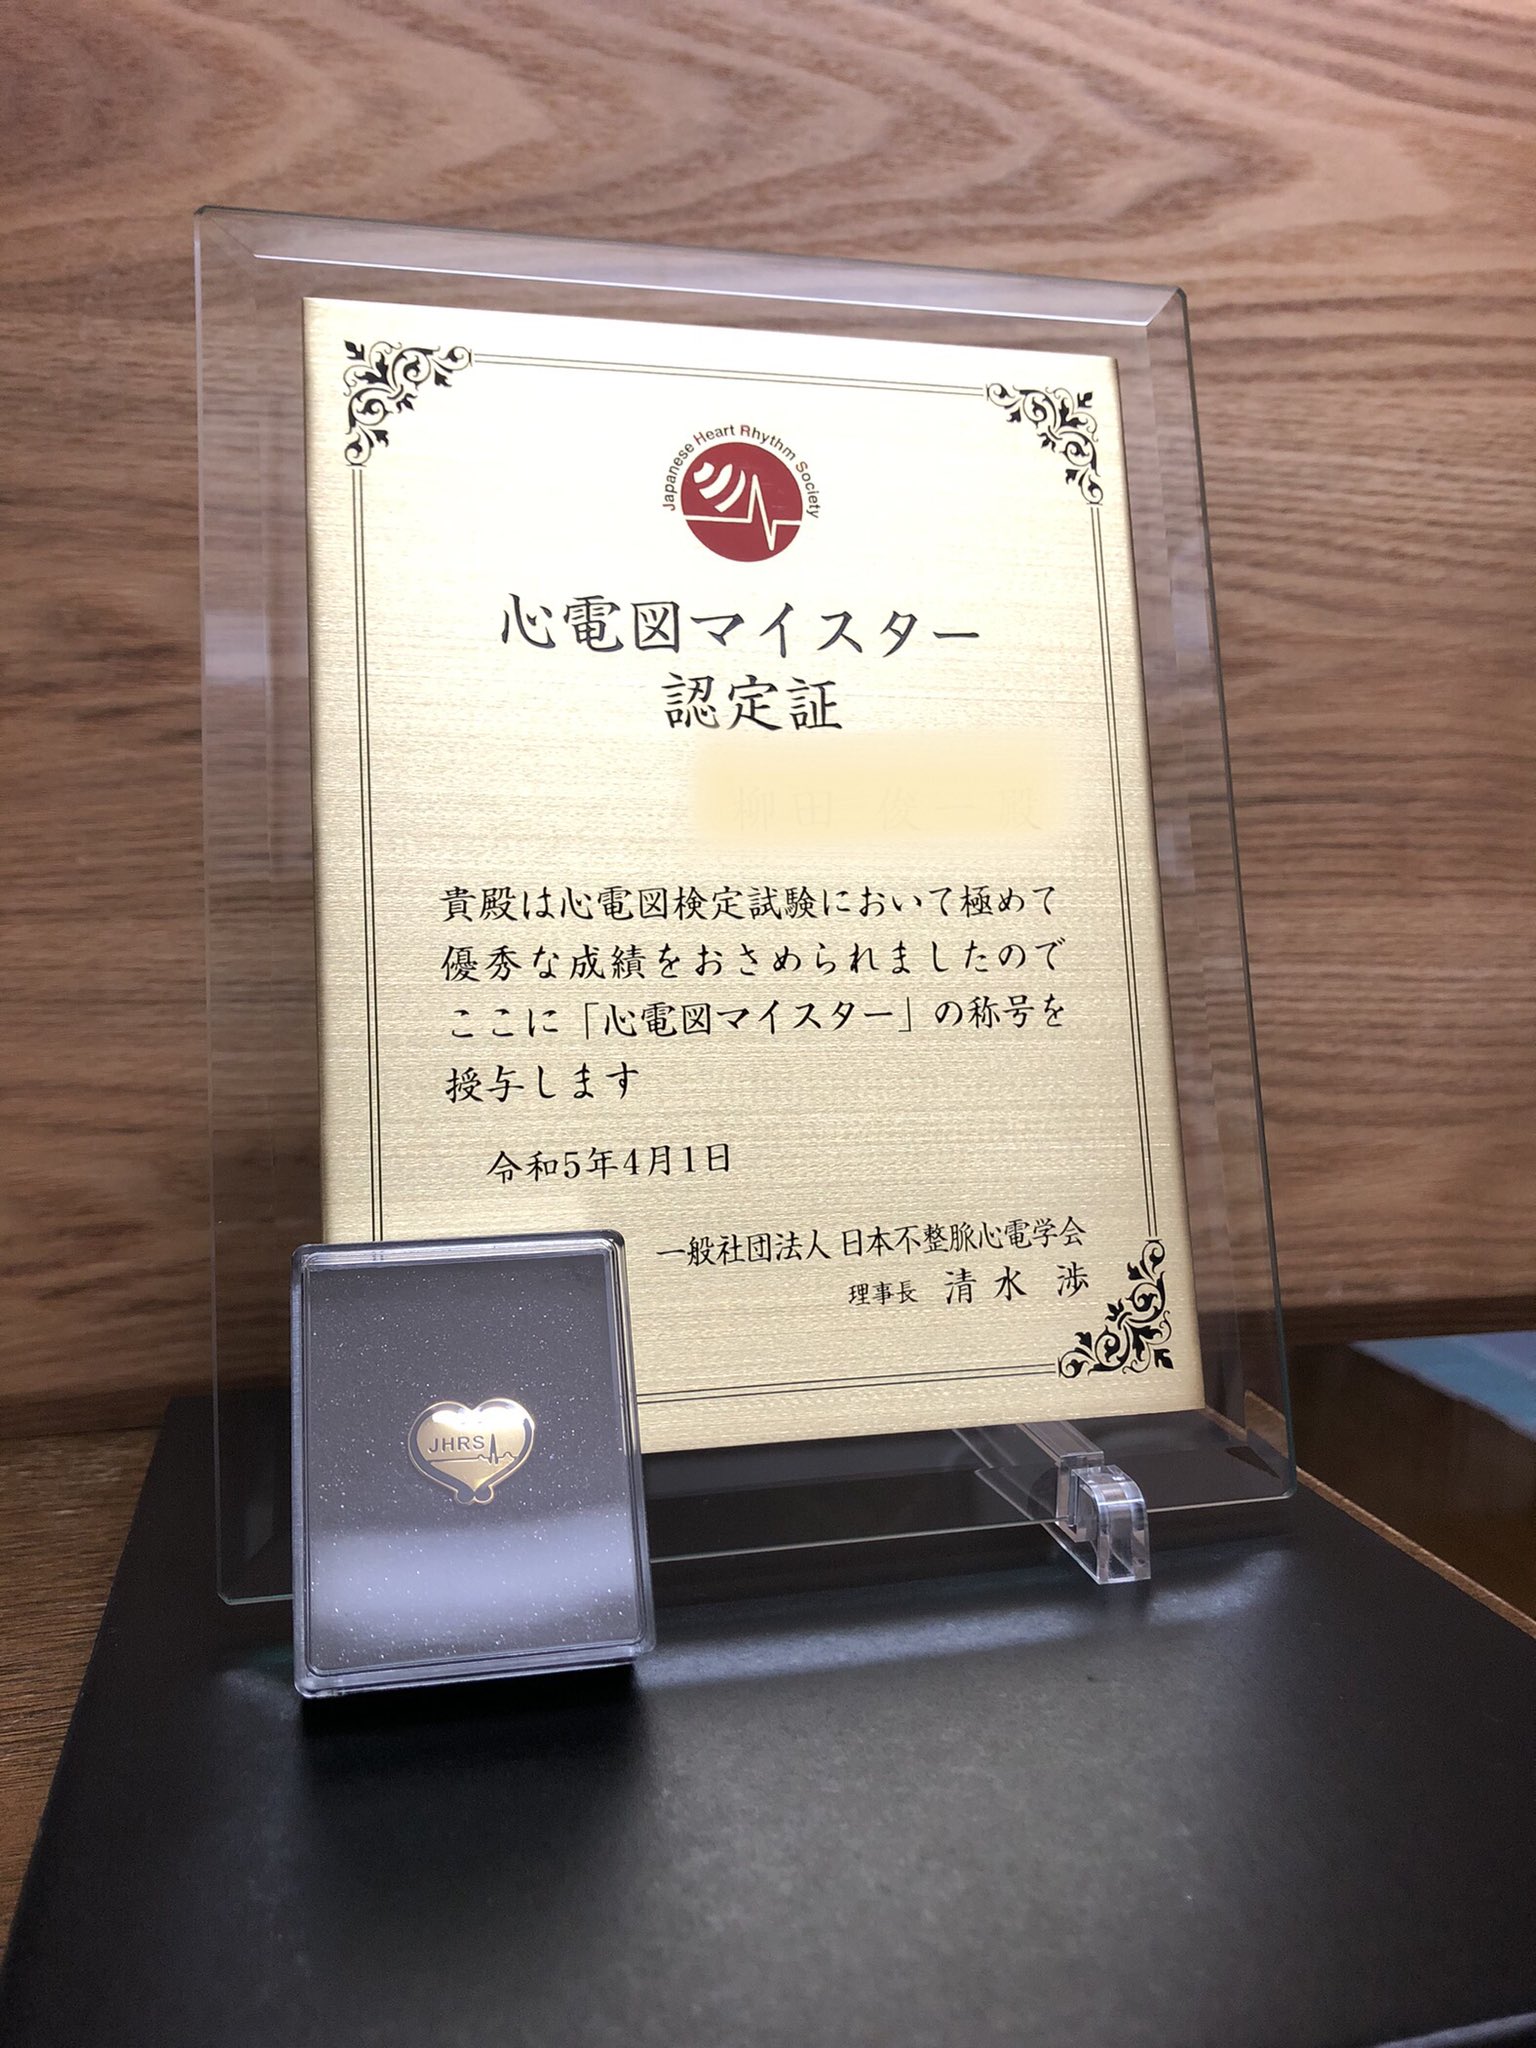 Japanese Heart Rhythm Society
心電図マイスター
認定証
貴殿は心電図検定試験において極めて
優秀な成績をおさめられましたので
ここに「心電図マイスター」の称号を
授与します
令和5年4月1日
一般社団法人 日本不整脈心電学会
理事長 清水 渉
JHRS